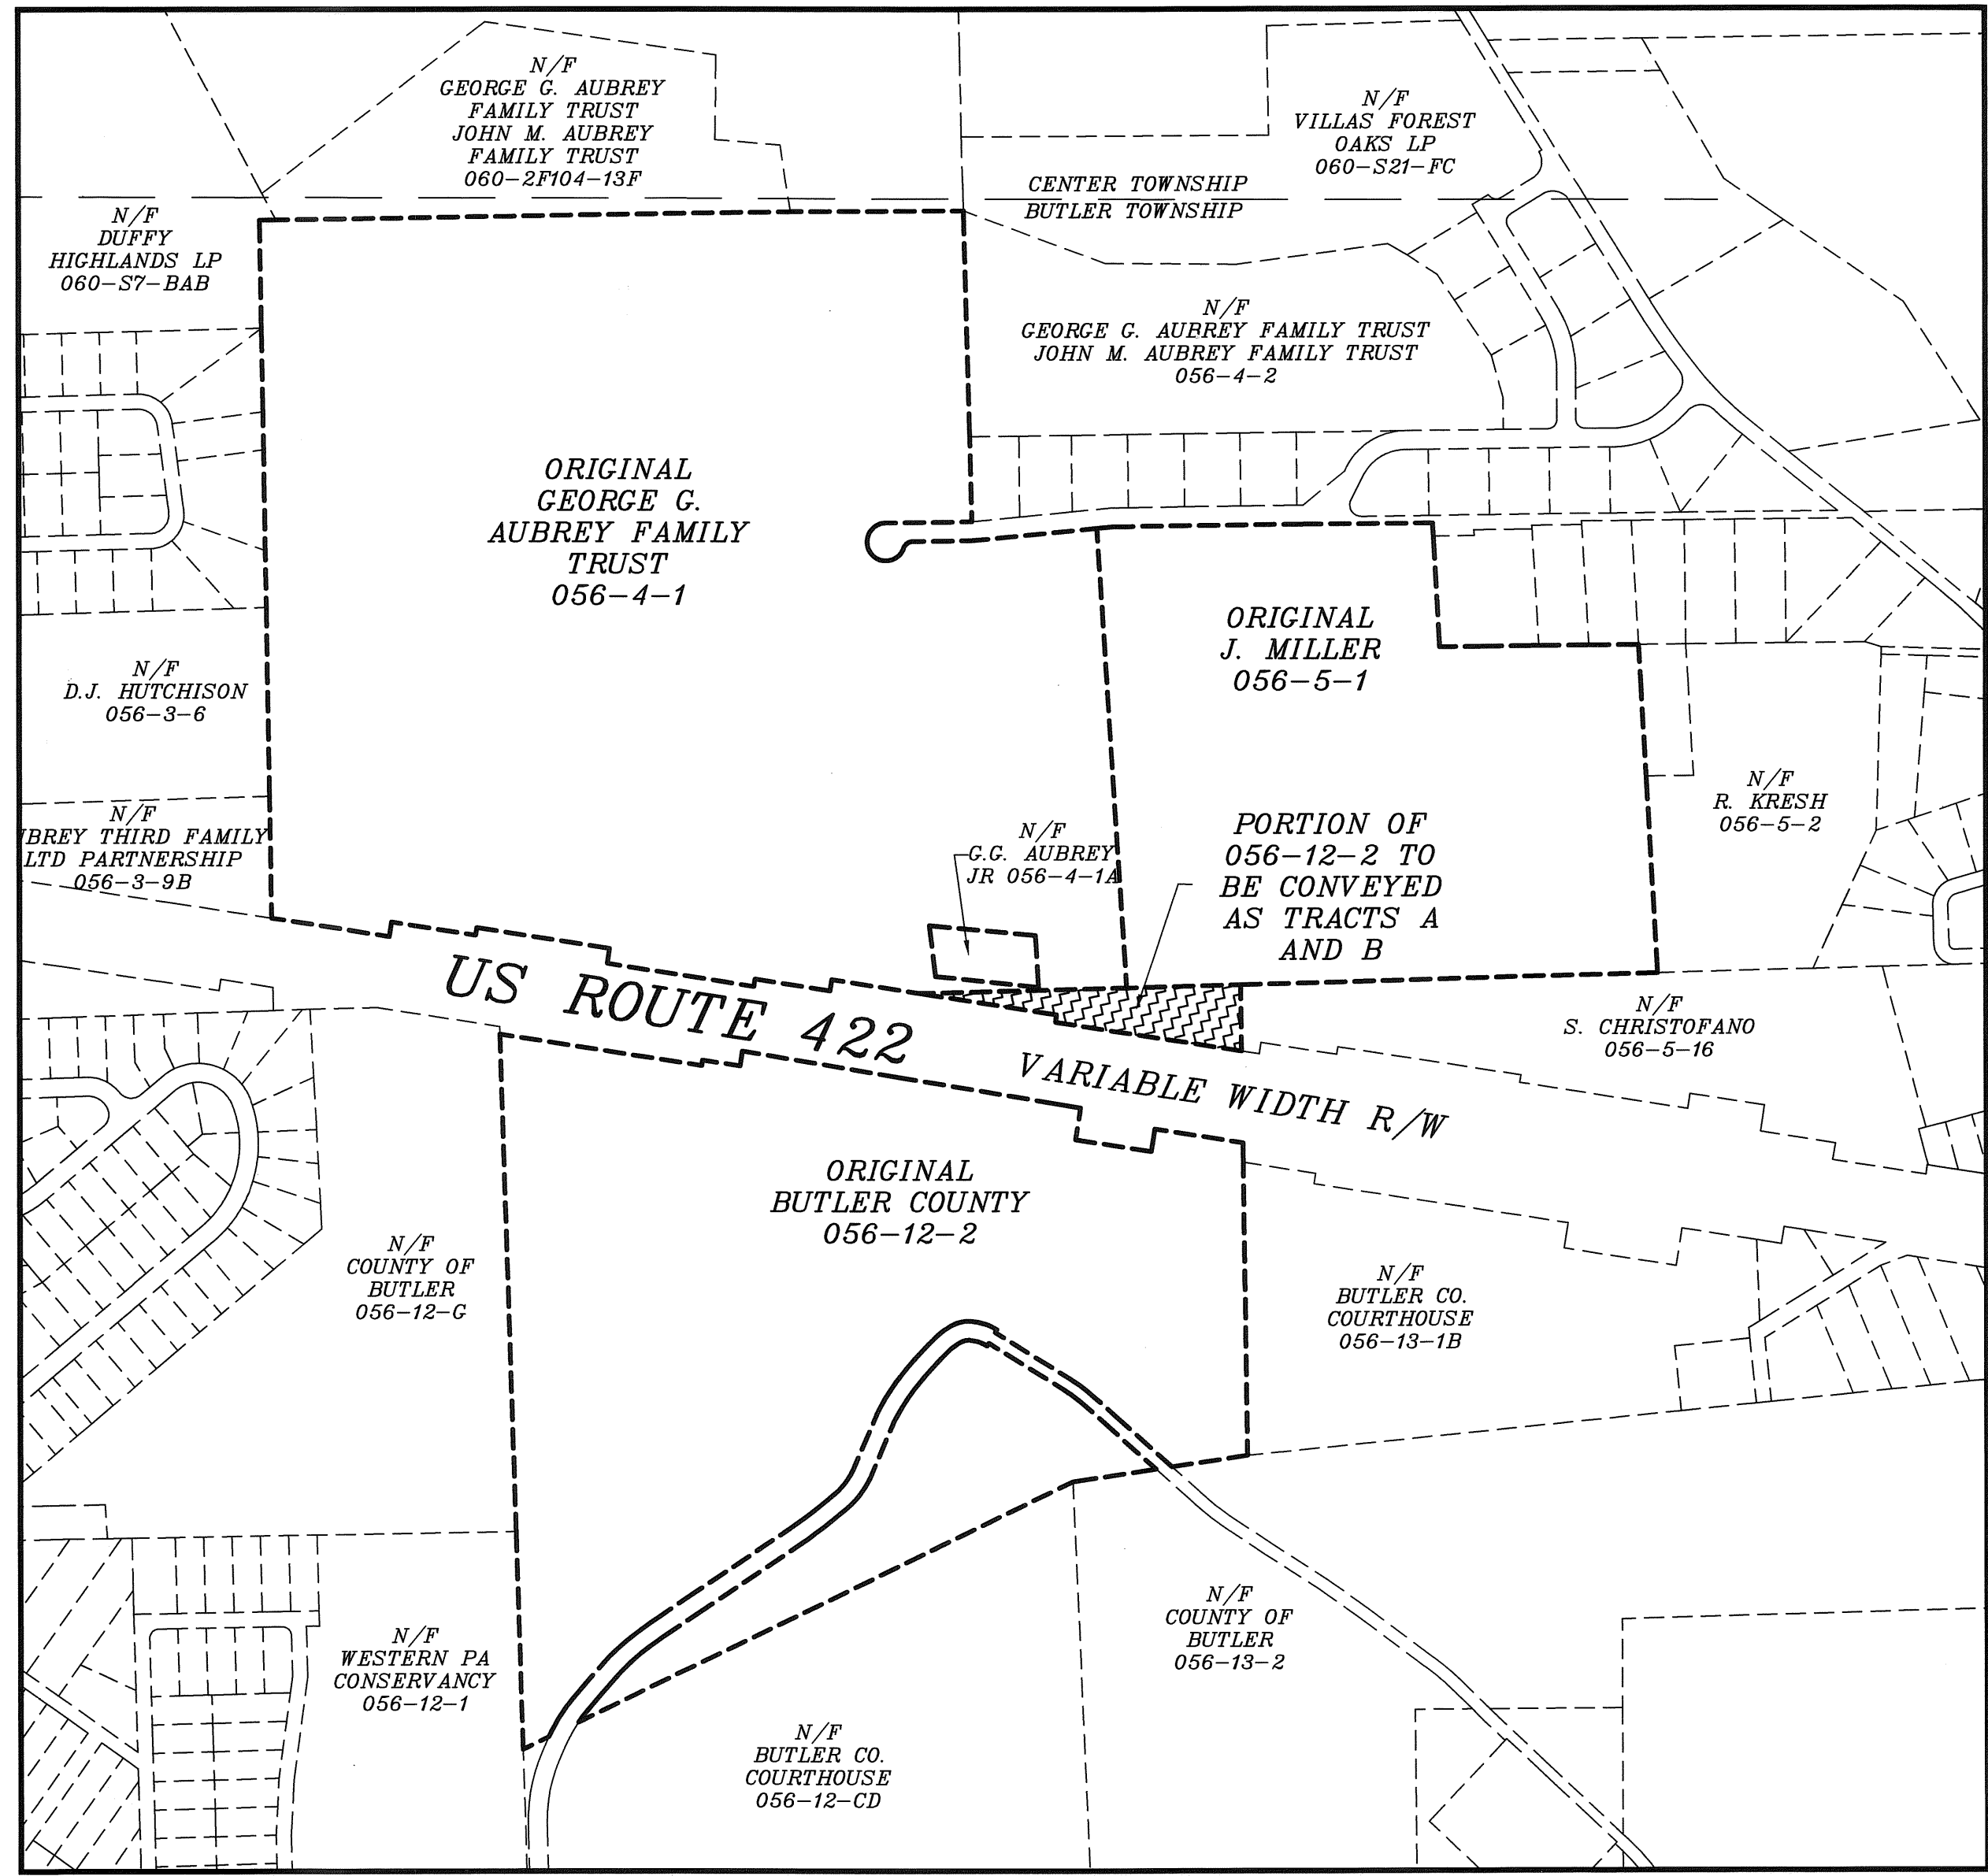 N/F
GEORGE G. AUBREY
FAMILY TRUST
JOHN M. AUBREY
FAMILY TRUST
060-2F104-13F
N/F
VILLAS FOREST
OAKS LP
060-S21-FC
CENTER TOWNSHIP
BUTLER TOWNSHIP
N/F
DUFFY
HIGHLANDS LP
060-S7-BAB
N/F
GEORGE G. AUBREY FAMILY TRUST
JOHN M. AUBREY FAMILY TRUST
056-4-2
ORIGINAL
GEORGE G.
AUBREY FAMILY
TRUST
056-4-1
ORIGINAL
J. MILLER
056-5-1
N/F
D.J. HUTCHISON
056-3-6
N/F
R. KRESH
056-5-2
N/F
BREY THIRD FAMILY
LTD PARTNERSHIP
056-3-9B
N/F
G.G. AUBREY
JR 056-4-1A
PORTION OF
056-12-2 TO
BE CONVEYED
AS TRACTS A
AND B
US ROUTE 422
VARIABLE WIDTH R/W
N/F
S. CHRISTOFANO
056-5-16
ORIGINAL
BUTLER COUNTY
056-12-2
N/F
COUNTY OF
BUTLER
056-12-G
N/F
BUTLER CO.
COURTHOUSE
056-13-1B
N/F
WESTERN PA
CONSERVANCY
056-12-1
N/F
COUNTY OF
BUTLER
056-13-2
N/F
BUTLER CO.
COURTHOUSE
056-12-CD